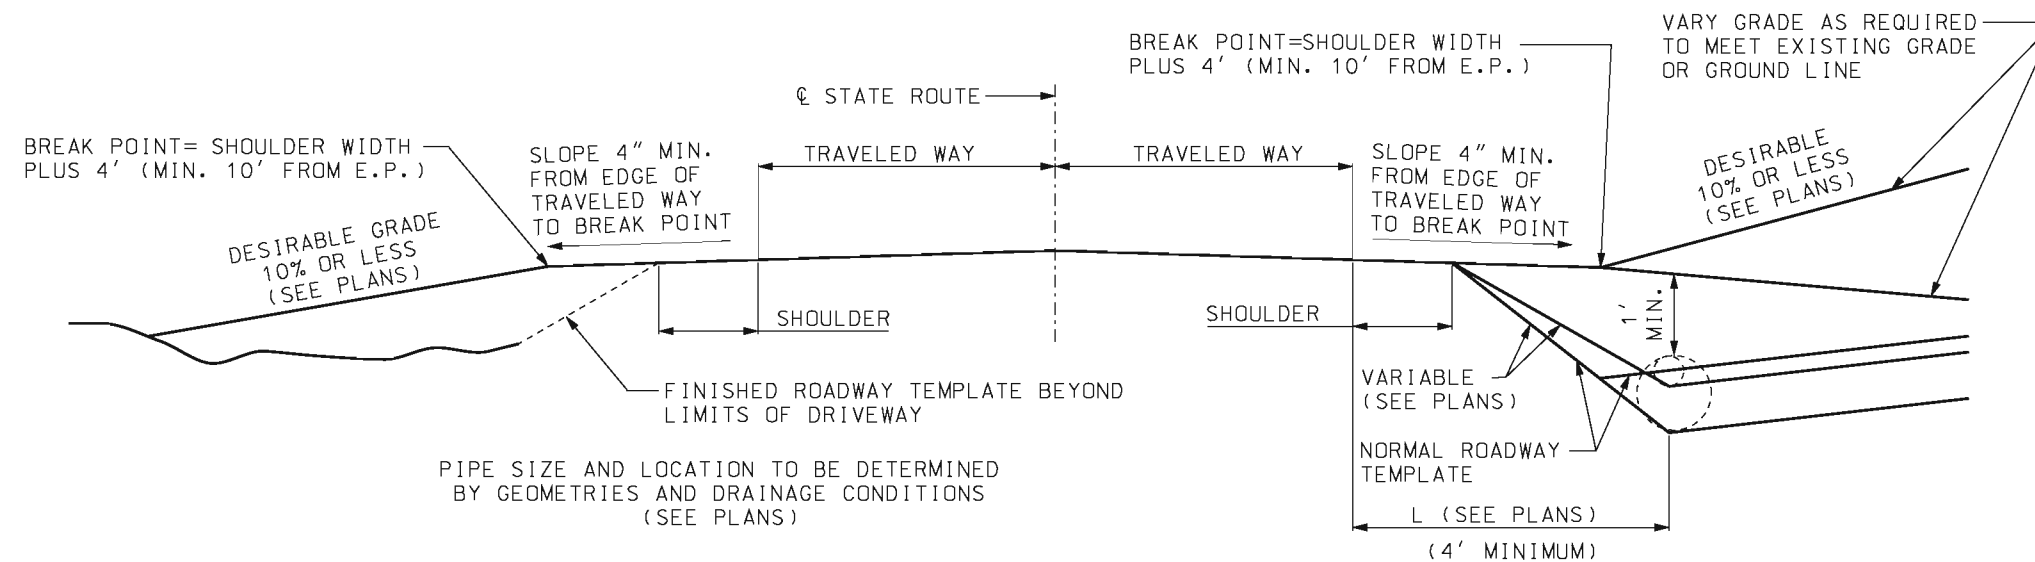 VARY GRADE AS REQUIRED
TO MEET EXISTING GRADE
OR GROUND LINE
BREAK POINT=SHOULDER WIDTH
PLUS 4' (MIN. 10' FROM E.P.)
℄ STATE ROUTE
BREAK POINT= SHOULDER WIDTH
PLUS 4' (MIN. 10' FROM E.P.)
SLOPE 4" MIN.
FROM EDGE OF
TRAVELED WAY
TO BREAK POINT
TRAVELED WAY
TRAVELED WAY
SLOPE 4" MIN.
FROM EDGE OF
TRAVELED WAY
TO BREAK POINT
DESIRABLE
10% OR LESS
(SEE PLANS)
DESIRABLE GRADE
10% OR LESS
(SEE PLANS)
SHOULDER
SHOULDER
1'
MIN.
FINISHED ROADWAY TEMPLATE BEYOND
LIMITS OF DRIVEWAY
VARIABLE
(SEE PLANS)
NORMAL ROADWAY
TEMPLATE
PIPE SIZE AND LOCATION TO BE DETERMINED
BY GEOMETRIES AND DRAINAGE CONDITIONS
(SEE PLANS)
L (SEE PLANS)
(4' MINIMUM)